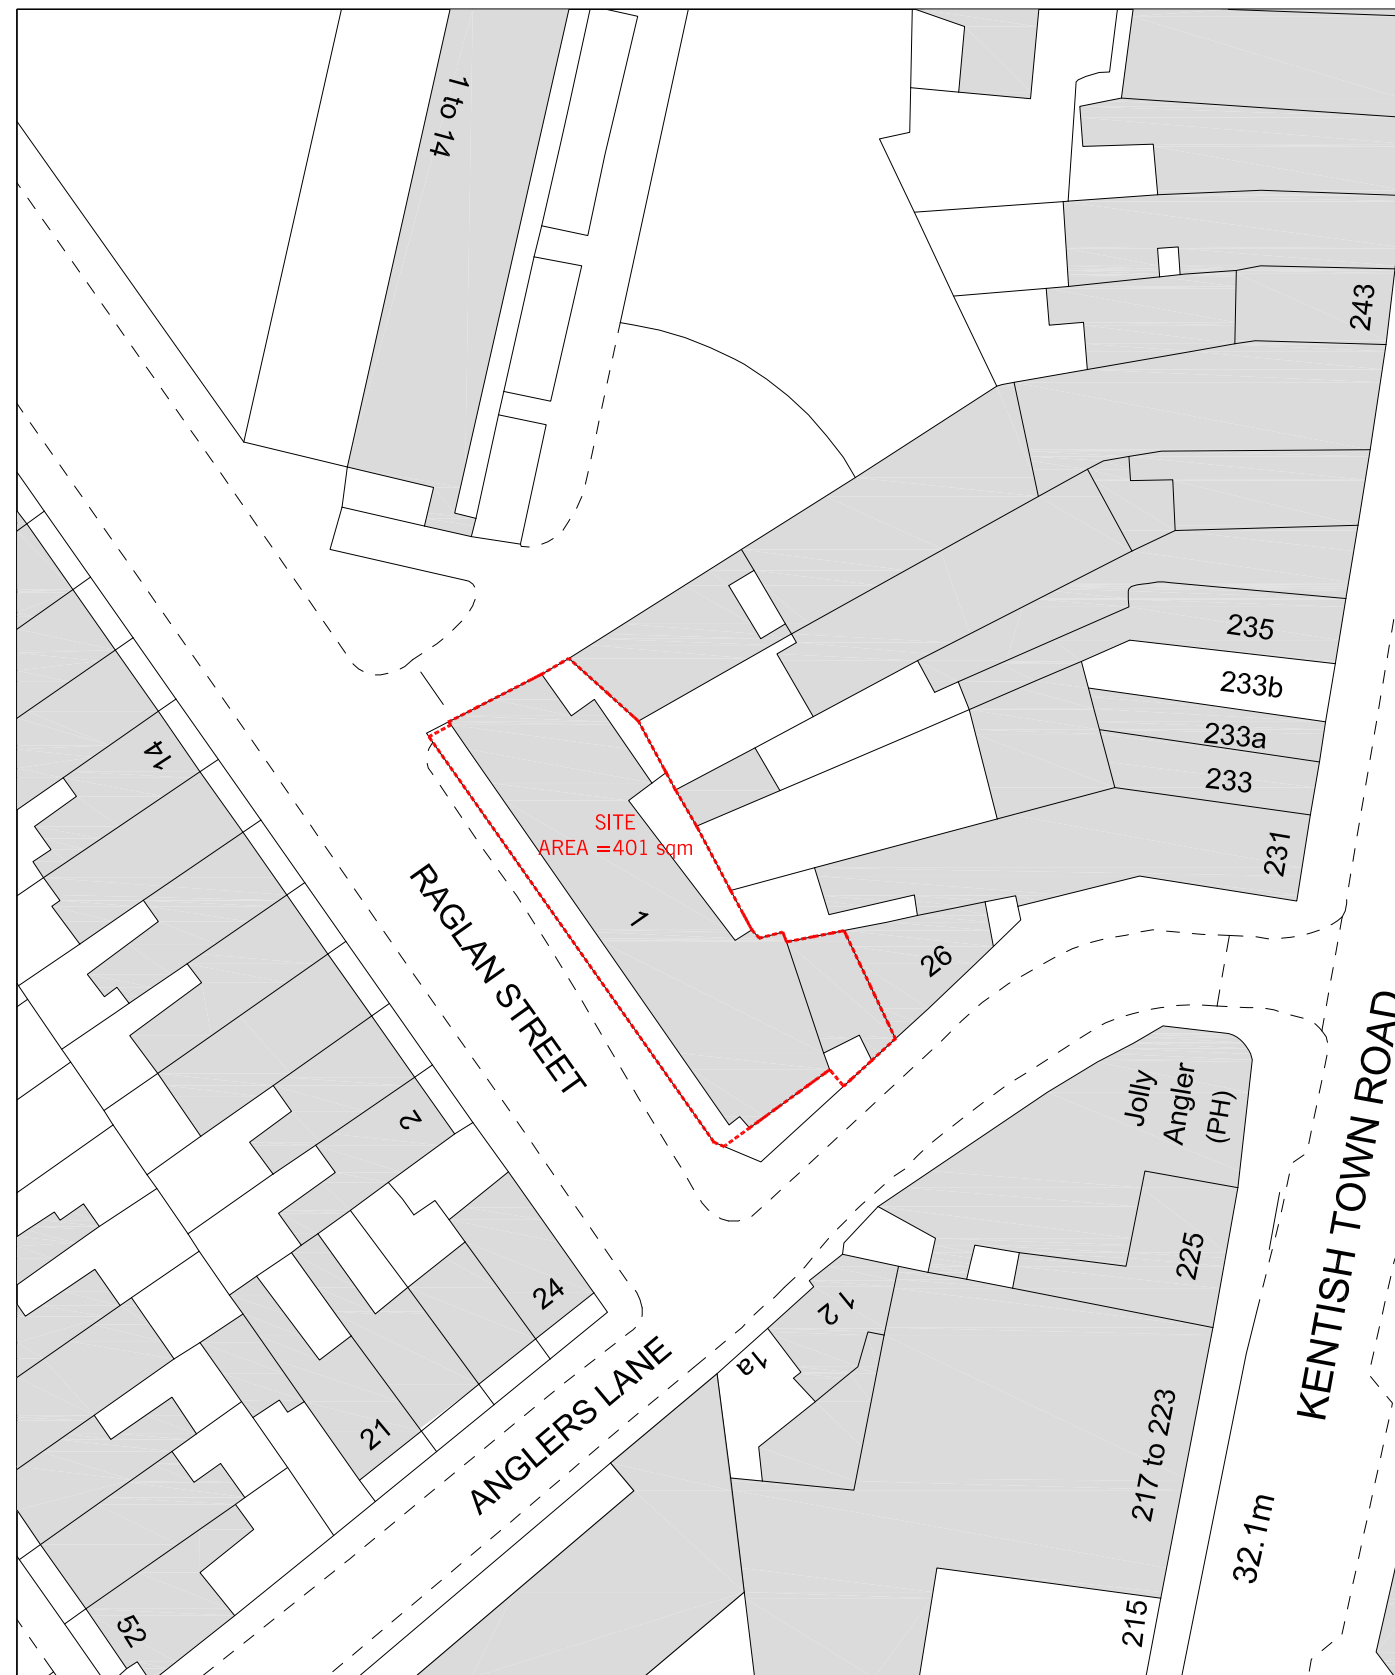 1 to 14
243
235
233b
233a
233
231
14
SITE
AREA =401 sqm
RAGLAN STREET
1
26
2
Jolly
Angler
(PH)
KENTISH TOWN ROAD
225
24
1 2
1a
21
ANGLERS LANE
217 to 223
32.1m
215
52